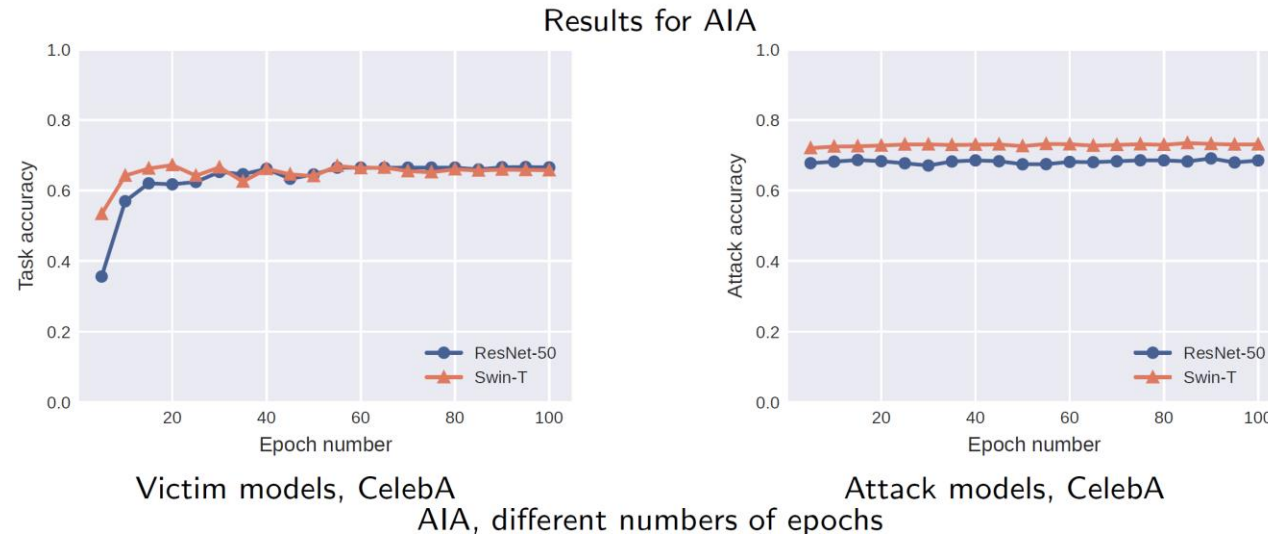 Results for AIA
1.0
0.8
0.6
0.4
0.2
0.0
Task accuracy
20
40
60
80
100
Epoch number
ResNet-50
Swin-T
Victim models, CelebA
1.0
0.8
0.6
0.4
0.2
0.0
Attack accuracy
20
40
60
80
100
Epoch number
ResNet-50
Swin-T
Attack models, CelebA
AIA, different numbers of epochs